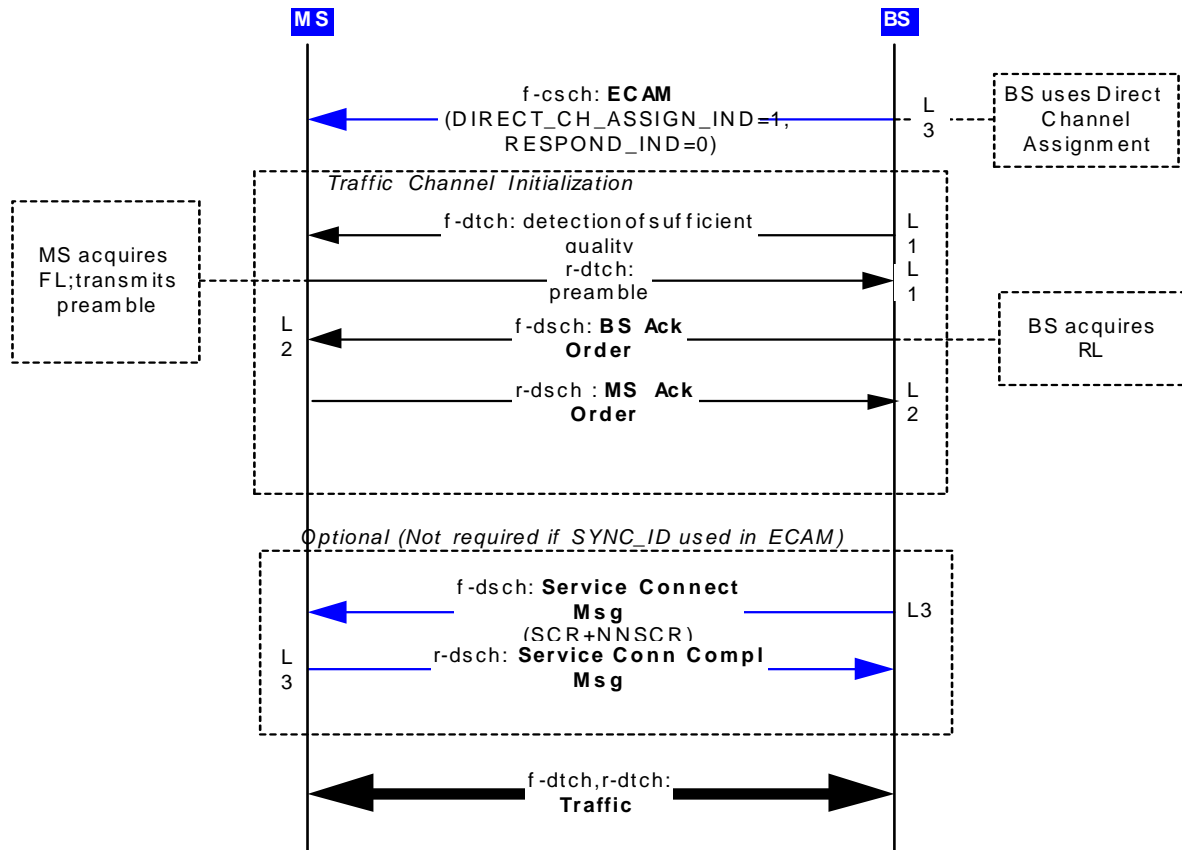 MS
BS
f-csch: ECAM
(DIRECT_CH_ASSIGN_IND=1,
RESPOND_IND=0)
L
3
BS uses Direct
Channel
Assignment
Traffic Channel Initialization
f-dtch: detection of sufficient
quality
L
1
MS acquires
FL; transmits
preamble
r-dtch:
preamble
L
1
L
2
f-dsch: BS Ack
Order
BS acquires
RL
r-dsch : MS Ack
Order
L
2
Optional (Not required if SYNC_ID used in ECAM)
f-dsch: Service Connect
Msg
(SCR+NNSCR)
L3
L
3
r-dsch: Service Conn Compl
Msg
f-dtch,r-dtch:
Traffic